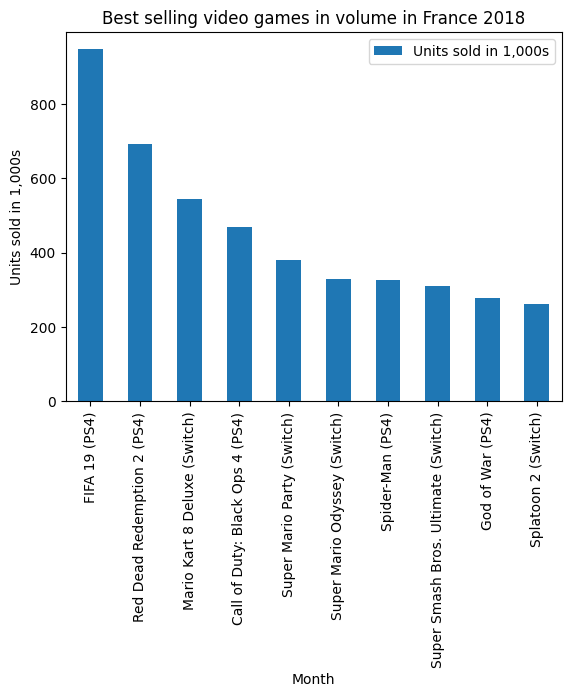 Best selling video games in volume in France 2018
Units sold in 1,000s
Units sold in 1,000s
800
600
400
200
0
FIFA 19 (PS4)
Red Dead Redemption 2 (PS4)
Mario Kart 8 Deluxe (Switch)
Call of Duty: Black Ops 4 (PS4)
Super Mario Party (Switch)
Super Mario Odyssey (Switch)
Spider-Man (PS4)
Super Smash Bros. Ultimate (Switch)
God of War (PS4)
Splatoon 2 (Switch)
Month